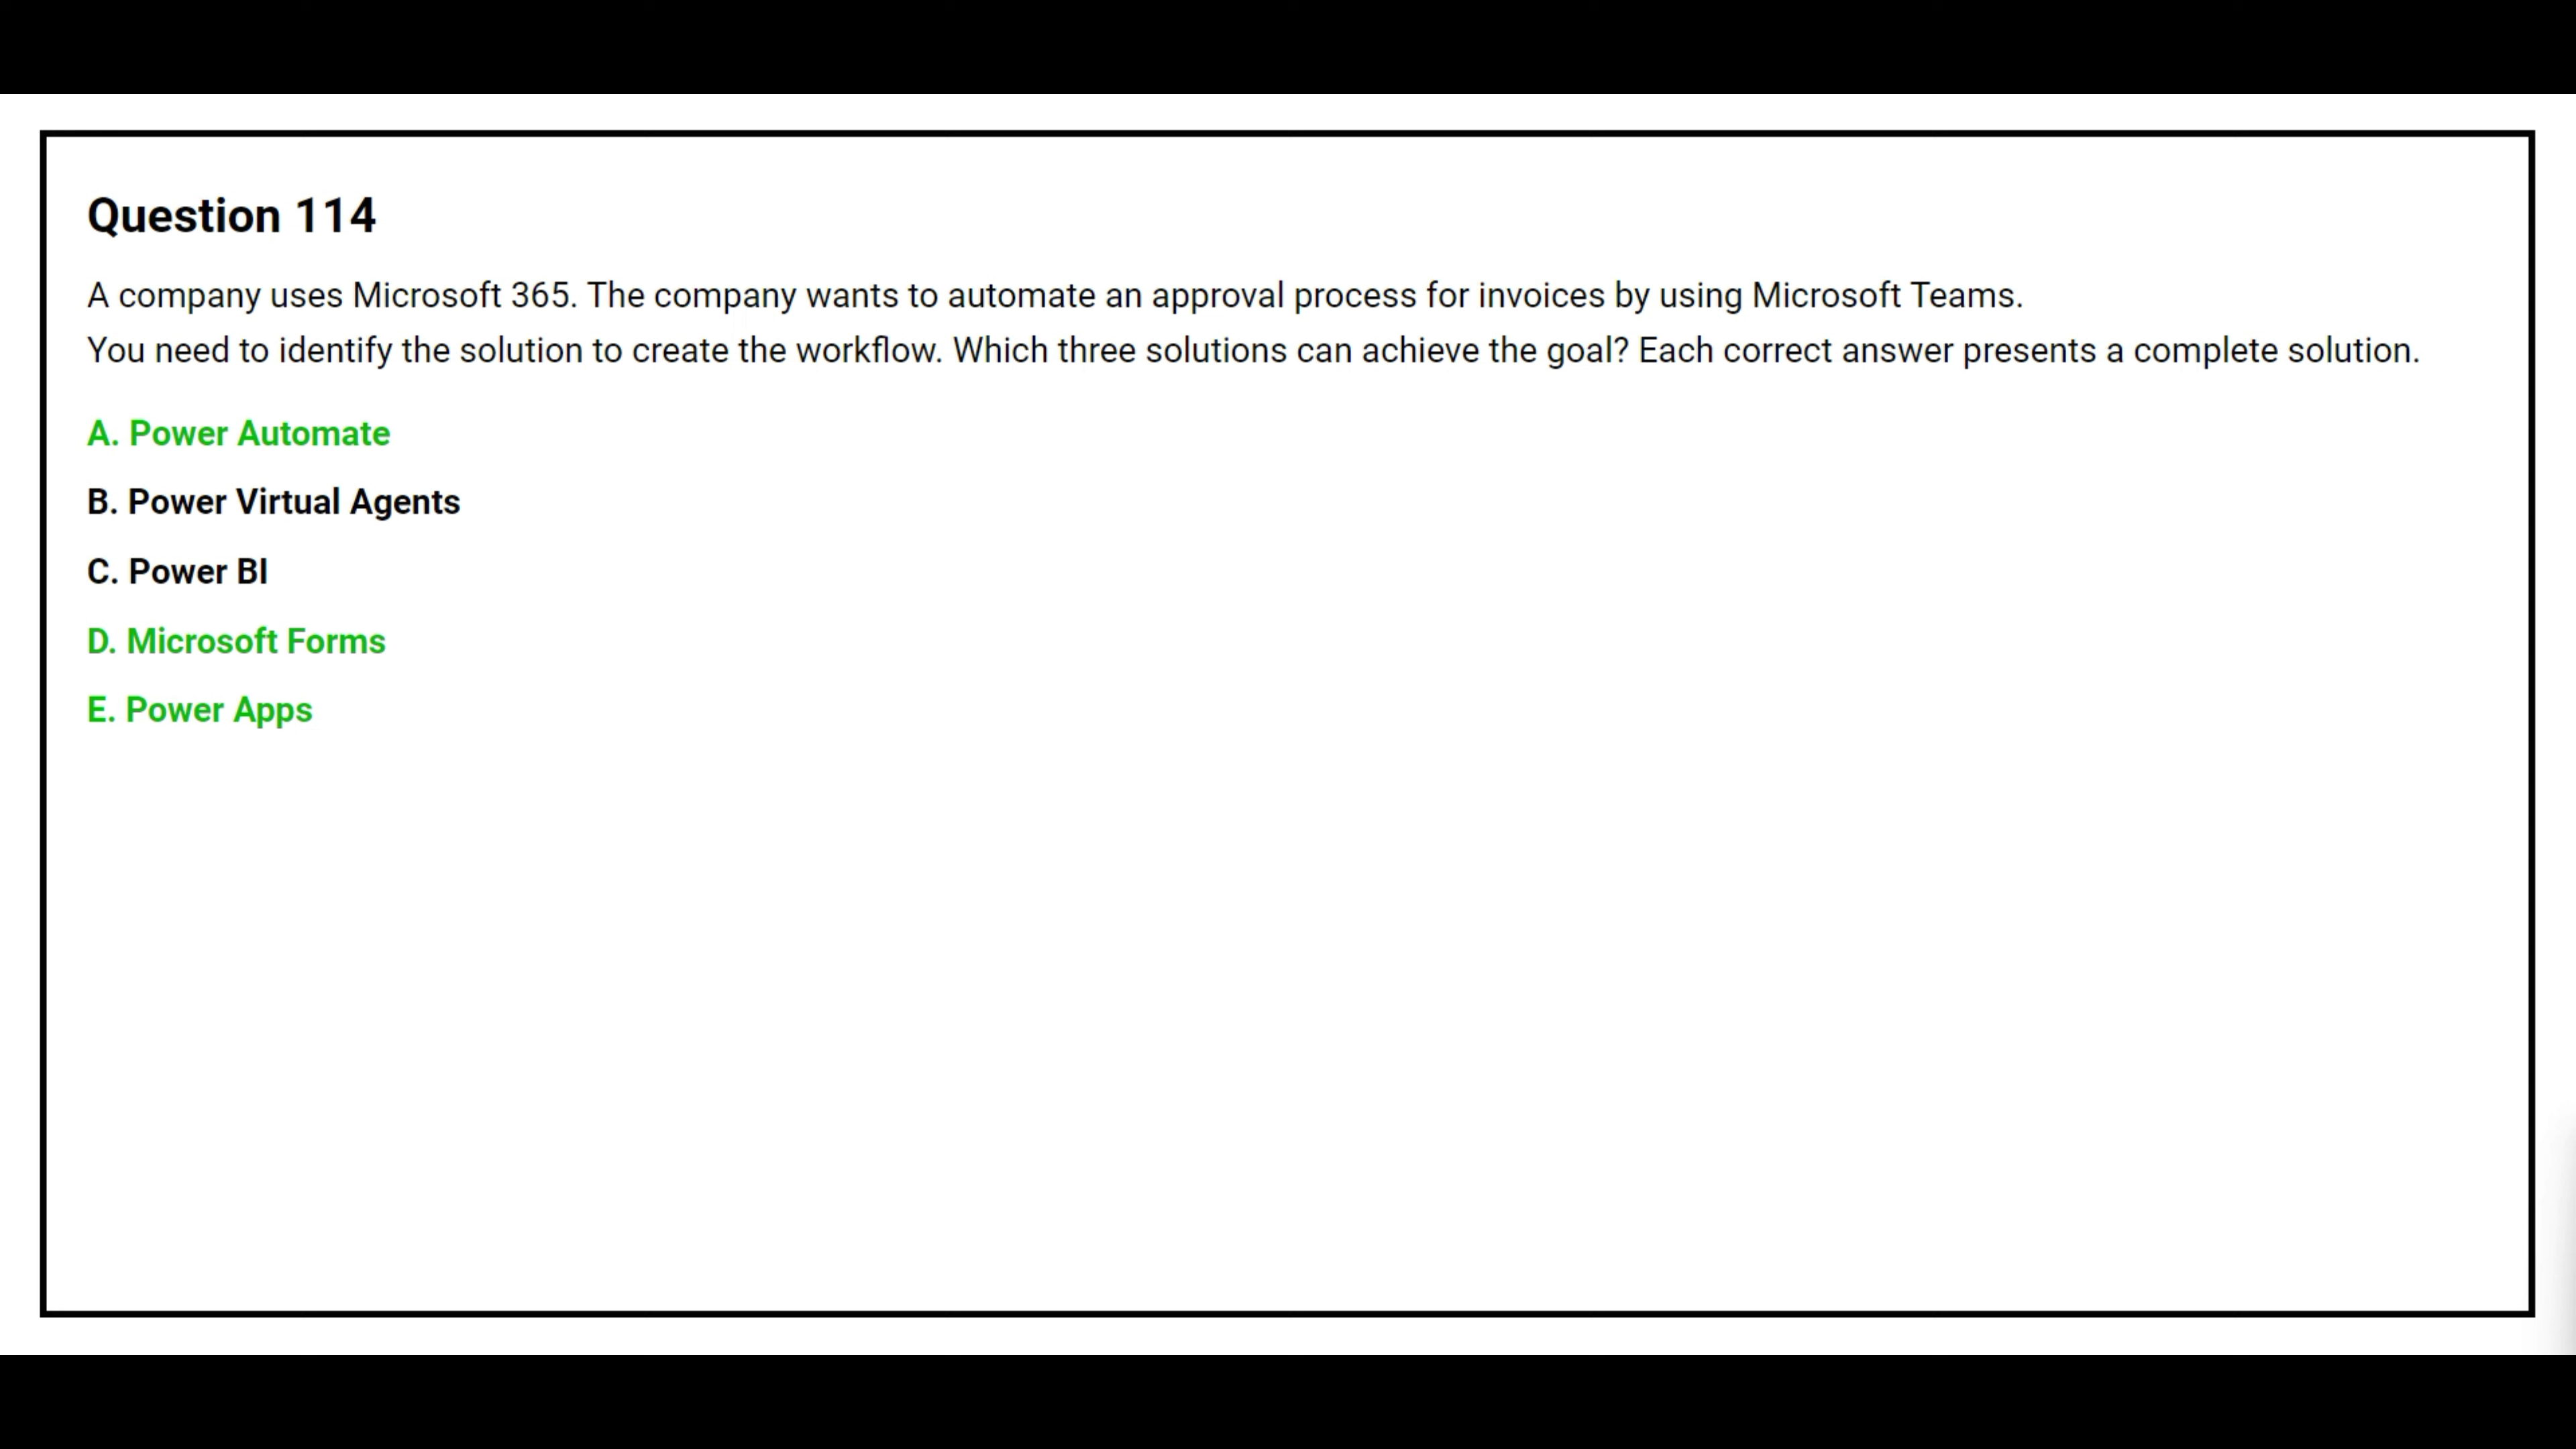 Question 114
A company uses Microsoft 365. The company wants to automate an approval process for invoices by using Microsoft Teams.
You need to identify the solution to create the workflow. Which three solutions can achieve the goal? Each correct answer presents a complete solution.
A. Power Automate
B. Power Virtual Agents
C. Power BI
D. Microsoft Forms
E. Power Apps